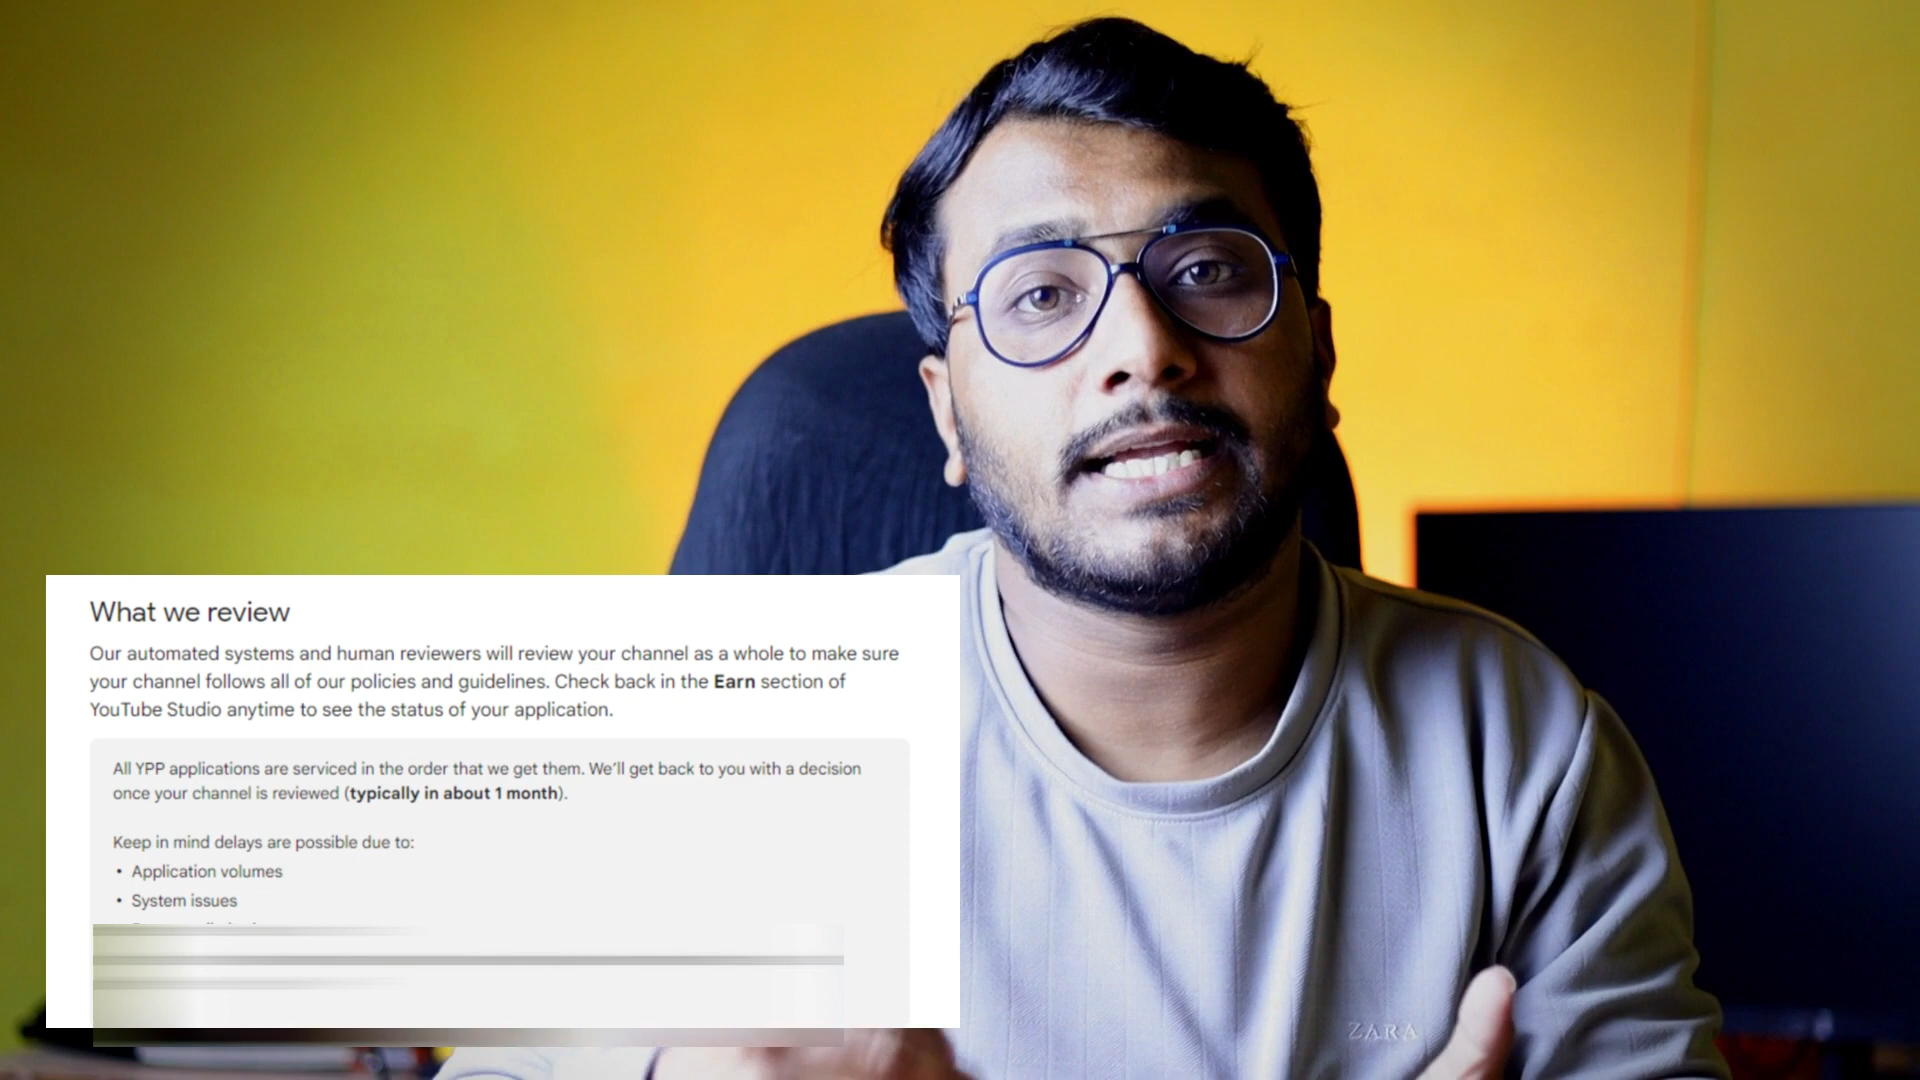 What we review
Our automated systems and human reviewers will review your channel as a whole to make sure
your channel follows all of our policies and guidelines. Check back in the Earn section of
YouTube Studio anytime to see the status of your application.
All YPP applications are serviced in the order that we get them. We'll get back to you with a decision
once your channel is reviewed (typically in about 1 month).
Keep in mind delays are possible due to:
• Application volumes
• System issues
ZARA